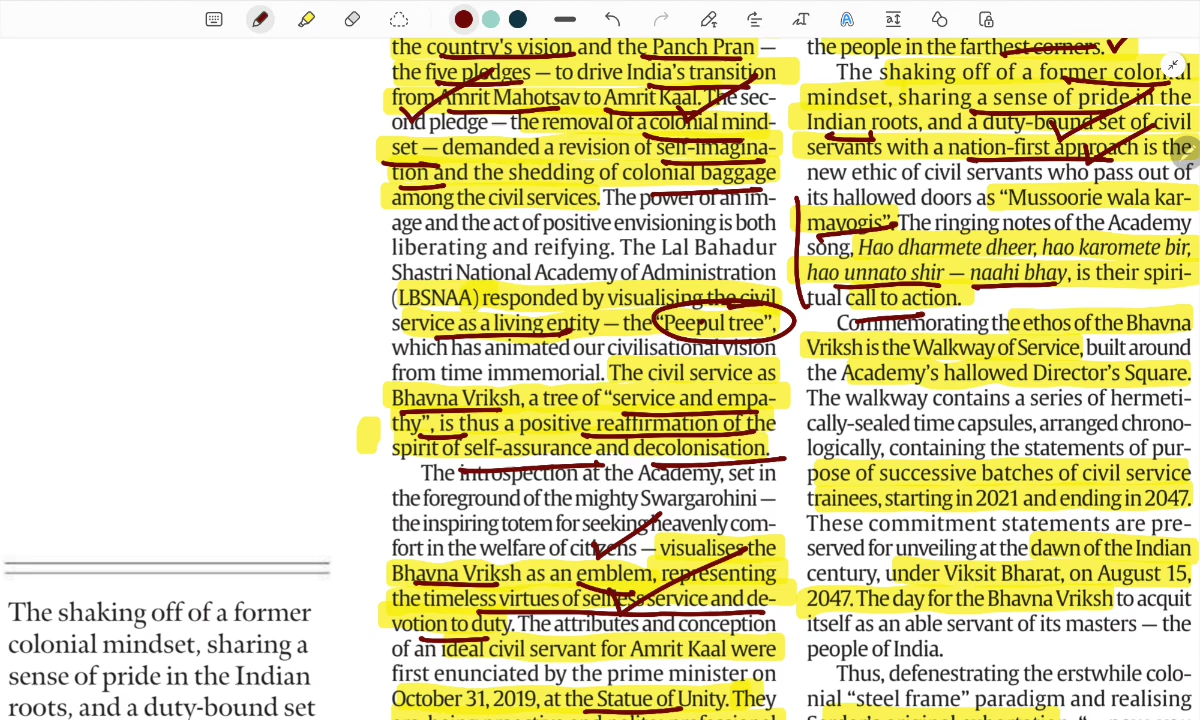 the country's vision and the Panch Pran —
the five pledges — to drive India's transition
from Amrit Mahotsav to Amrit Kaal. The sec-
ond pledge — the removal of a colonial mind-
set — demanded a revision of self-imagina-
tion and the shedding of colonial baggage
among the civil services. The power of an im-
age and the act of positive envisioning is both
liberating and reifying. The Lal Bahadur
Shastri National Academy of Administration
(LBSNAA) responded by visualising the civil
service as a living entity — the “Peepul tree”,
which has animated our civilisational vision
from time immemorial. The civil service as
Bhavna Vriksh, a tree of “service and empa-
thy”, is thus a positive reaffirmation of the
spirit of self-assurance and decolonisation.
The introspection at the Academy, set in
the foreground of the mighty Swargarohini —
the inspiring totem for seeking heavenly com-
fort in the welfare of citizens — visualises the
Bhavna Vriksh as an emblem, representing
the timeless virtues of selfless service and de-
votion to duty. The attributes and conception
of an ideal civil servant for Amrit Kaal were
first enunciated by the prime minister on
October 31, 2019, at the Statue of Unity. They
the people in the farthest corners.
The shaking off of a former colonial
mindset, sharing a sense of pride in the
Indian roots, and a duty-bound set of civil
servants with a nation-first approach is the
new ethic of civil servants who pass out of
its hallowed doors as “Mussoorie wala kar-
mayogis”. The ringing notes of the Academy
song, Hao dharmete dheer, hao karomete bir,
hao unnato shir — naahi bhay, is their spiri-
tual call to action.
Commemorating the ethos of the Bhavna
Vriksh is the Walkway of Service, built around
the Academy's hallowed Director's Square.
The walkway contains a series of hermeti-
cally-sealed time capsules, arranged chrono-
logically, containing the statements of pur-
pose of successive batches of civil service
trainees, starting in 2021 and ending in 2047.
These commitment statements are pre-
served for unveiling at the dawn of the Indian
century, under Viksit Bharat, on August 15,
2047. The day for the Bhavna Vriksh to acquit
itself as an able servant of its masters — the
people of India.
Thus, defenestrating the erstwhile colo-
nial “steel frame” paradigm and realising
The shaking off of a former
colonial mindset, sharing a
sense of pride in the Indian
roots, and a duty-bound set